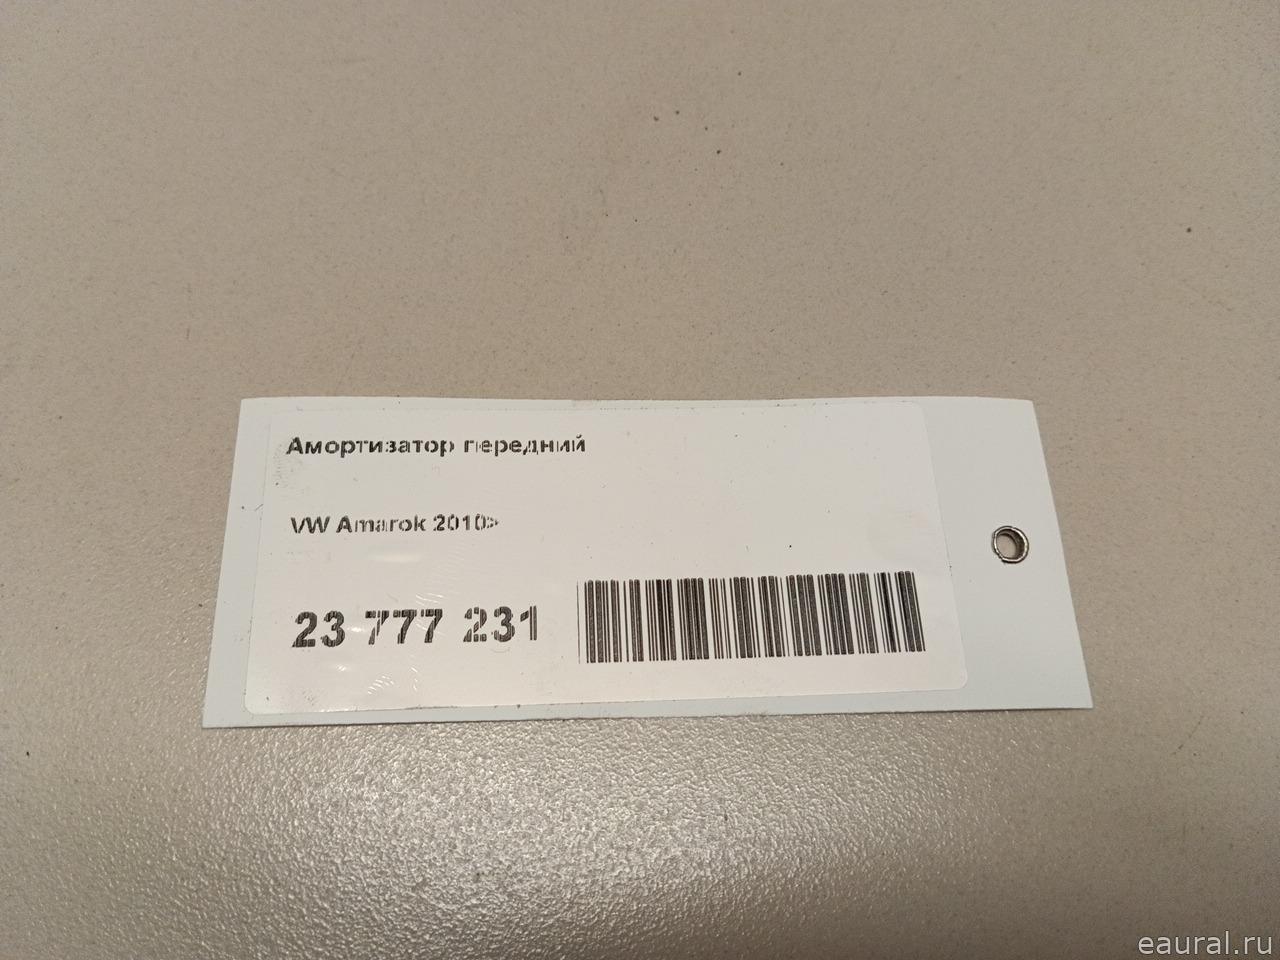 Амортизатор передний
VW Amarok 2010>
23 777 231
eaural.ru